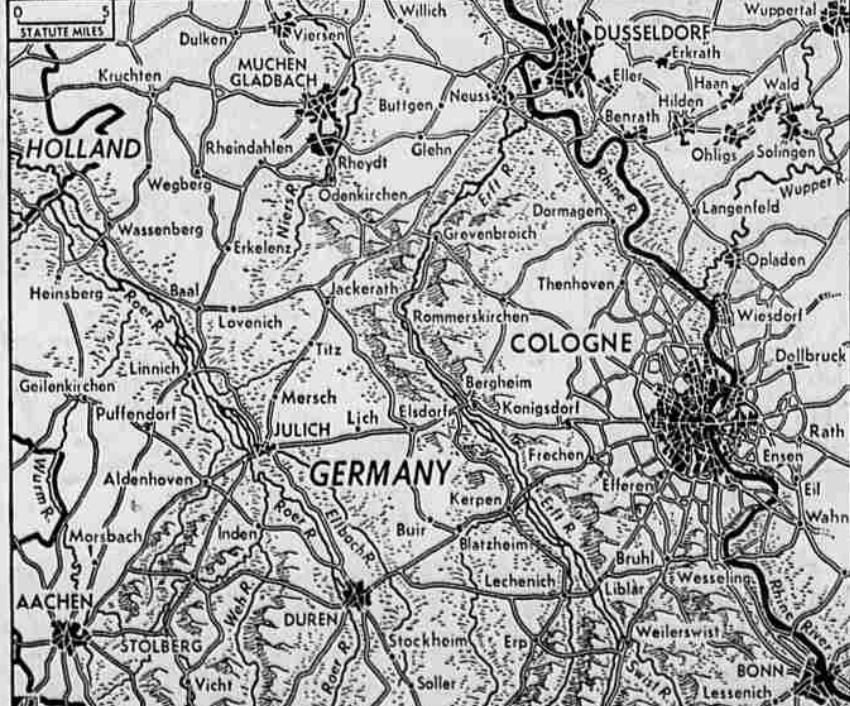 0 5
STATUTE MILES
Willich
Wuppertal
Dulken
Viersen
DUSSELDORF
Erkrath
MUCHEN
GLADBACH
Kruchten
Eller
Haan
Wald
Buttgen
Neuss
Benrath
Hilden
HOLLAND
Rheindahlen
Rheydt
Glehn
Ohligs
Solingen
Wegberg
Odenkirchen
Niers R.
Erft R.
Rhine R.
Wupper R.
Dormagen
Langenfeld
Wassenberg
Erkelenz
Grevenbroich
Opladen
Heinsberg
Roer R.
Baal
Jackerath
Thenhoven
Lovenich
Rommerskirchen
Wiesdorf
COLOGNE
Titz
Dellbruck
Linnich
Geilenkirchen
Bergheim
Mersch
Puffendorf
Lich
Elsdorf
Konigsdorf
JULICH
Rath
Wurm R.
Frechen
Ensen
GERMANY
Aldenhoven
Efferen
Eil
Kerpen
Erft R.
Roer R.
Ellbach R.
Buir
Wahn
Morsbach
Inden
Blatzheim
Bruhl
Lechenich
Liblar
Wesseling
Rhine River
AACHEN
Weh R.
DUREN
STOLBERG
Stockheim
Erp
Weilerswist
Roer R.
Swist R.
BONN
Vicht
Soller
Lessenich